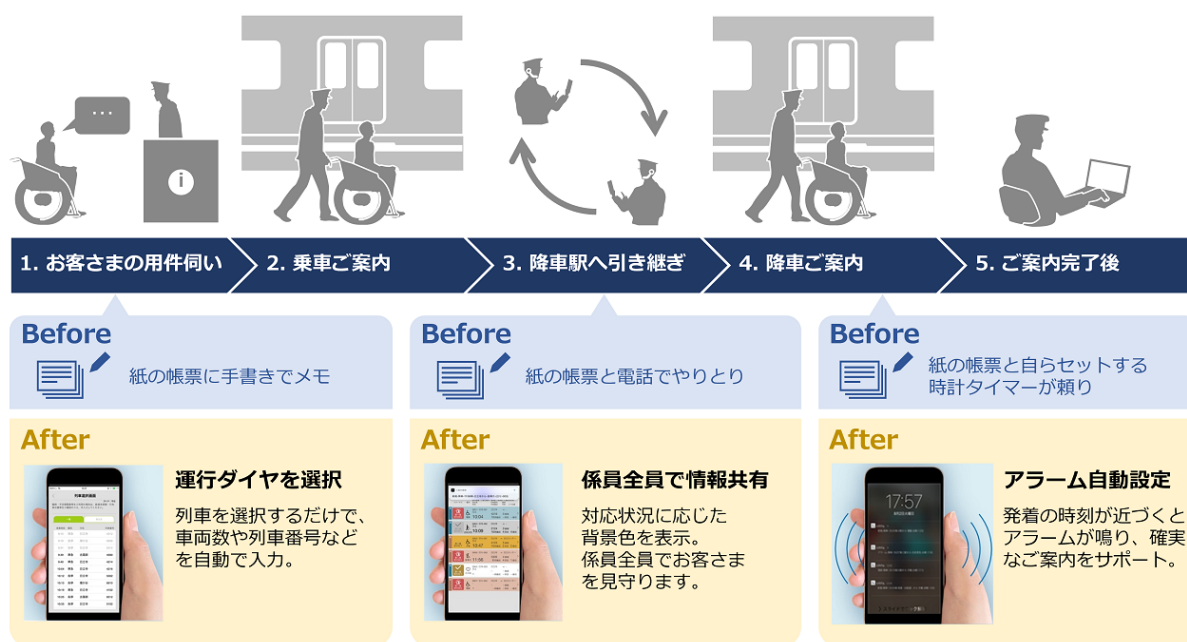 i
1. お客さまの用件伺い
2. 乗車ご案内
3. 降車駅へ引き継ぎ
4. 降車ご案内
5. ご案内完了後
Before
紙の帳票に手書きでメモ
Before
紙の帳票と電話でやりとり
Before
紙の帳票と自らセットする
時計タイマーが頼り
After
運行ダイヤを選択
列車を選択するだけで、
車両数や列車番号など
を自動で入力。
After
係員全員で情報共有
対応状況に応じた
背景色を表示。
係員全員でお客さま
を見守ります。
After
17:57
アラーム自動設定
発着の時刻が近づくと
アラームが鳴り、確実
なご案内をサポート。